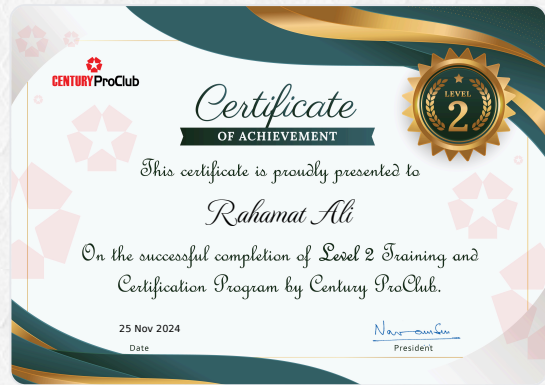 CENTURY ProClub
Certificate
OF ACHIEVEMENT
LEVEL
2
This certificate is proudly presented to
Rahamat Ali
On the successful completion of Level 2 Training and
Certification Program by Century ProClub.
25 Nov 2024
Date
President